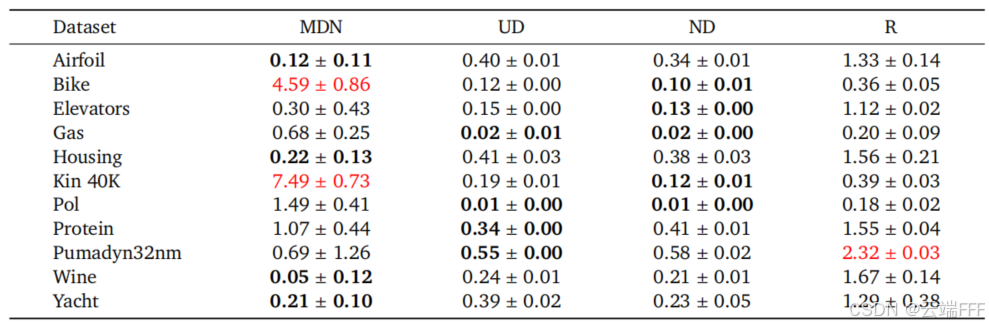 Dataset MDN UD ND R
Airfoil 0.12 ± 0.11 0.40 ± 0.01 0.34 ± 0.01 1.33 ± 0.14
Bike 4.59 ± 0.86 0.12 ± 0.00 0.10 ± 0.01 0.36 ± 0.05
Elevators 0.30 ± 0.43 0.15 ± 0.00 0.13 ± 0.00 1.12 ± 0.02
Gas 0.68 ± 0.25 0.02 ± 0.01 0.02 ± 0.00 0.20 ± 0.09
Housing 0.22 ± 0.13 0.41 ± 0.03 0.38 ± 0.03 1.56 ± 0.21
Kin 40K 7.49 ± 0.73 0.19 ± 0.01 0.12 ± 0.01 0.39 ± 0.03
Pol 1.49 ± 0.41 0.01 ± 0.00 0.01 ± 0.00 0.18 ± 0.02
Protein 1.07 ± 0.44 0.34 ± 0.00 0.41 ± 0.01 1.55 ± 0.04
Pumadyn32nm 0.69 ± 1.26 0.55 ± 0.00 0.58 ± 0.02 2.32 ± 0.03
Wine 0.05 ± 0.12 0.24 ± 0.01 0.21 ± 0.01 1.67 ± 0.14
Yacht 0.21 ± 0.10 0.39 ± 0.02 0.23 ± 0.05 1.29 ± 0.38
CSDN @云端FFF